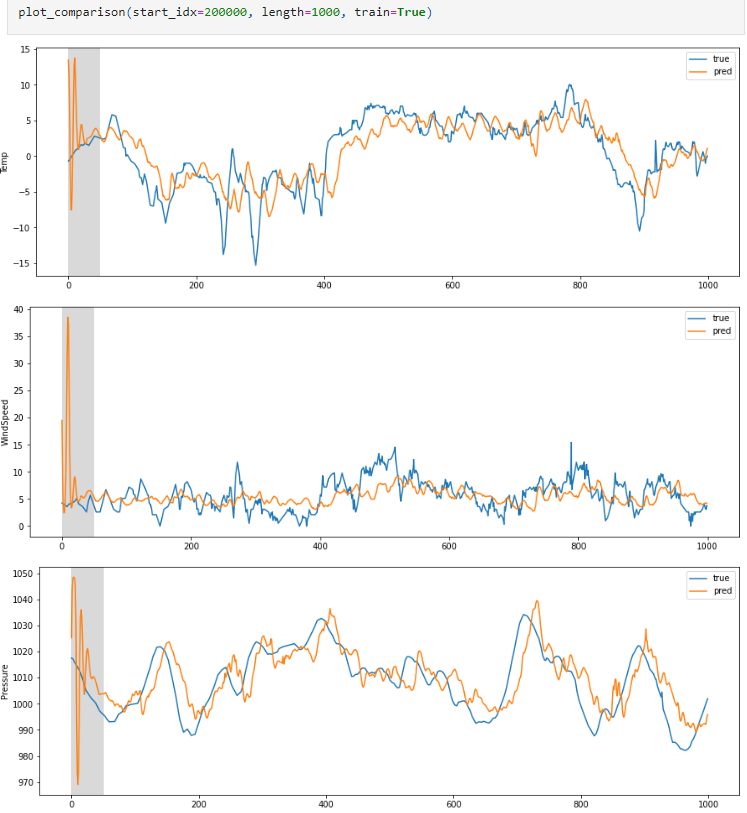 plot_comparison(start_idx=200000, length=1000, train=True)
15
10
5
0
−5
−10
−15
Temp
true
pred
0 200 400 600 800 1000
40
35
30
25
20
15
10
5
0
WindSpeed
true
pred
0 200 400 600 800 1000
1050
1040
1030
1020
1010
1000
990
980
970
Pressure
true
pred
0 200 400 600 800 1000